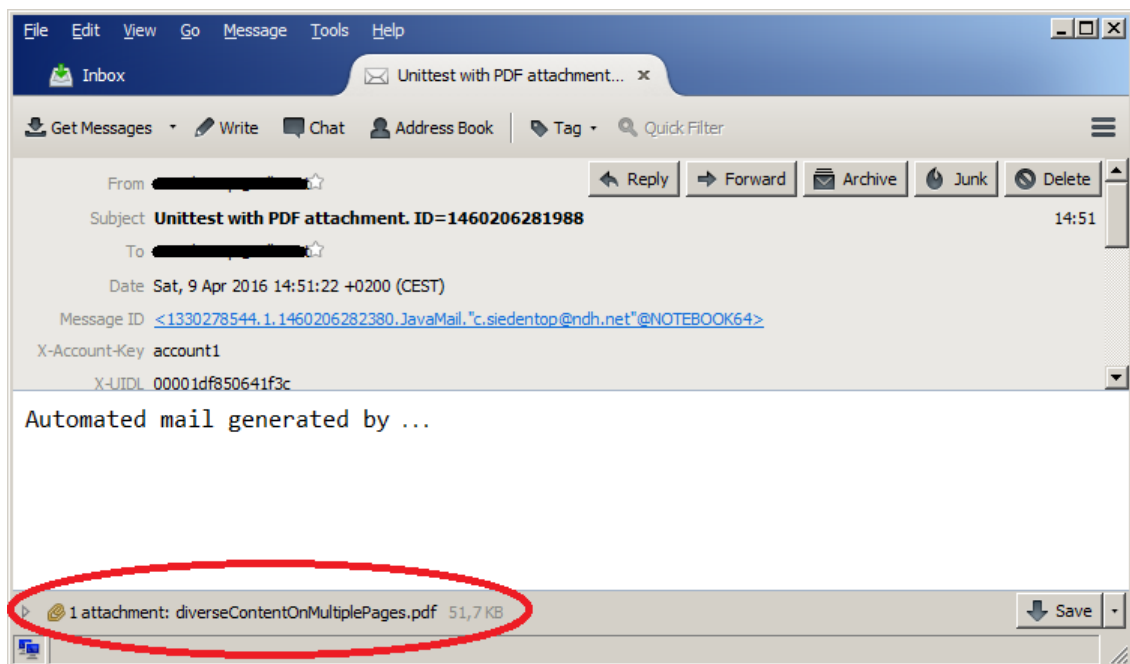 File Edit View Go Message Tools Help
Inbox Unittest with PDF attachment... x
Get Messages Write Chat Address Book Tag Quick Filter
From Reply Forward Archive Junk Delete
Subject Unittest with PDF attachment. ID=1460206281988 14:51
To
Date Sat, 9 Apr 2016 14:51:22 +0200 (CEST)
Message ID <1330278544.1.1460206282380.JavaMail."c.siedentop@ndh.net"@NOTEBOOK64>
X-Account-Key account1
X-UIDL 00001df850641f3c
Automated mail generated by ...
1 attachment: diverseContentOnMultiplePages.pdf 51,7 KB Save